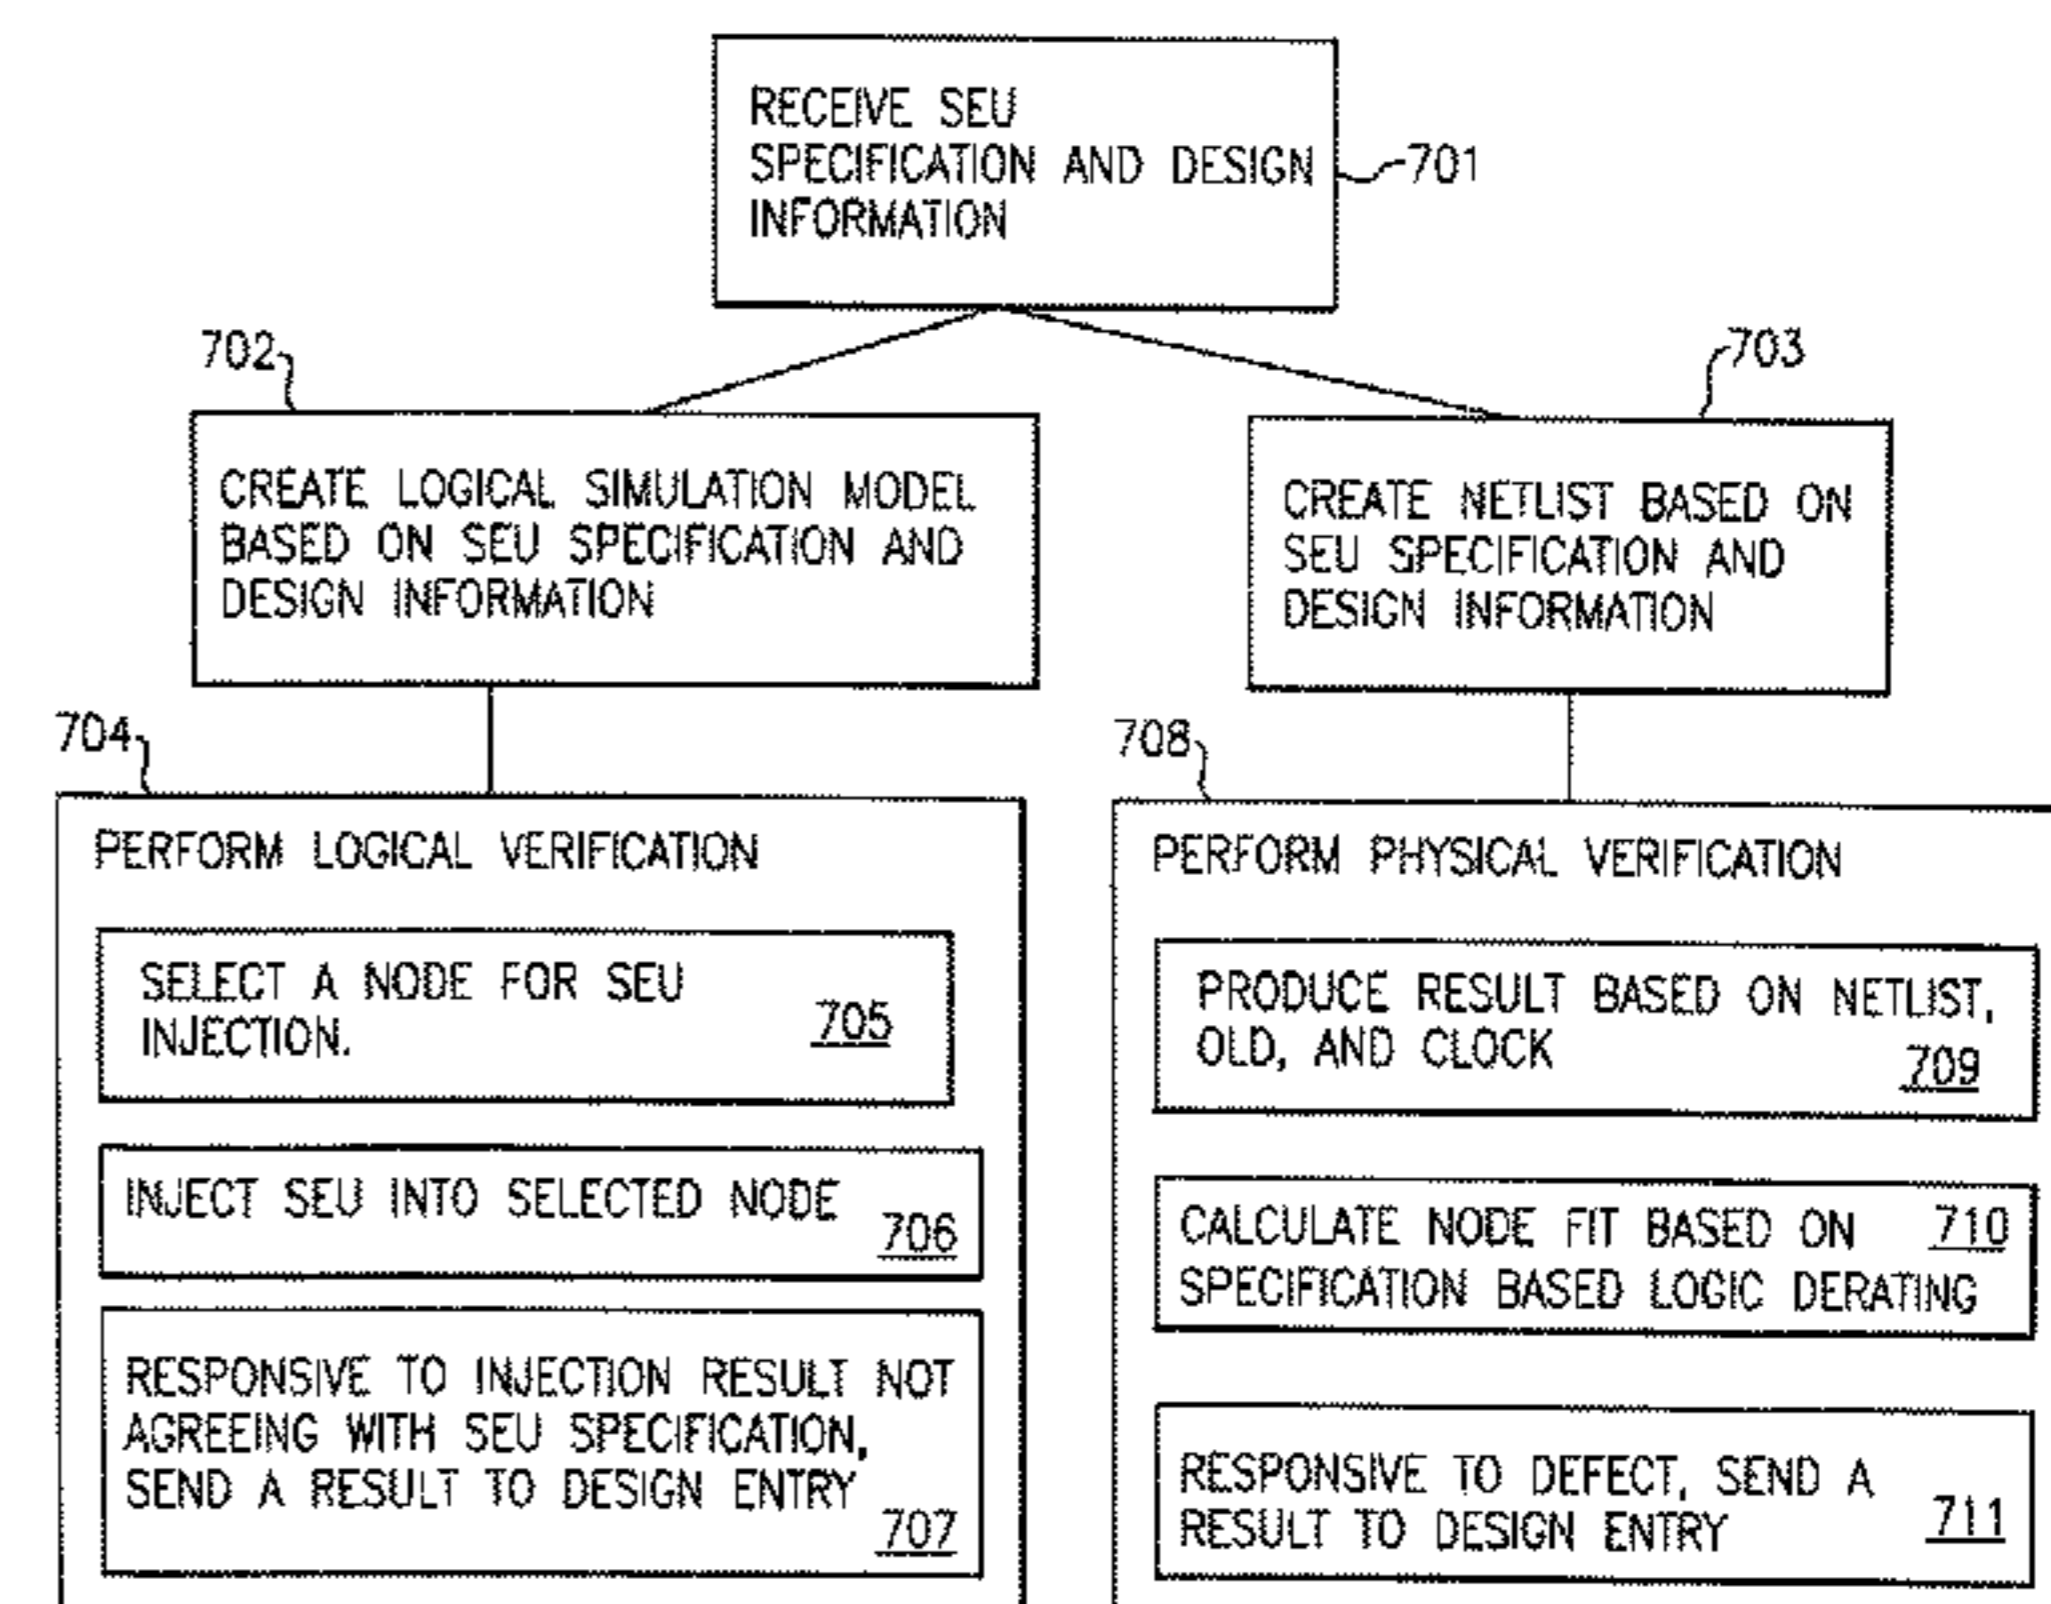 RECEIVE SEU
SPECIFICATION AND DESIGN
INFORMATION
701
702
703
CREATE LOGICAL SIMULATION MODEL
BASED ON SEU SPECIFICATION AND
DESIGN INFORMATION
CREATE NETLIST BASED ON
SEU SPECIFICATION AND
DESIGN INFORMATION
704
PERFORM LOGICAL VERIFICATION
SELECT A NODE FOR SEU
INJECTION.
705
INJECT SEU INTO SELECTED NODE
706
RESPONSIVE TO INJECTION RESULT NOT
AGREEING WITH SEU SPECIFICATION,
SEND A RESULT TO DESIGN ENTRY
707
708
PERFORM PHYSICAL VERIFICATION
PRODUCE RESULT BASED ON NETLIST,
OLD, AND CLOCK
709
CALCULATE NODE FIT BASED ON
710
SPECIFICATION BASED LOGIC DERATING
RESPONSIVE TO DEFECT, SEND A
RESULT TO DESIGN ENTRY
711